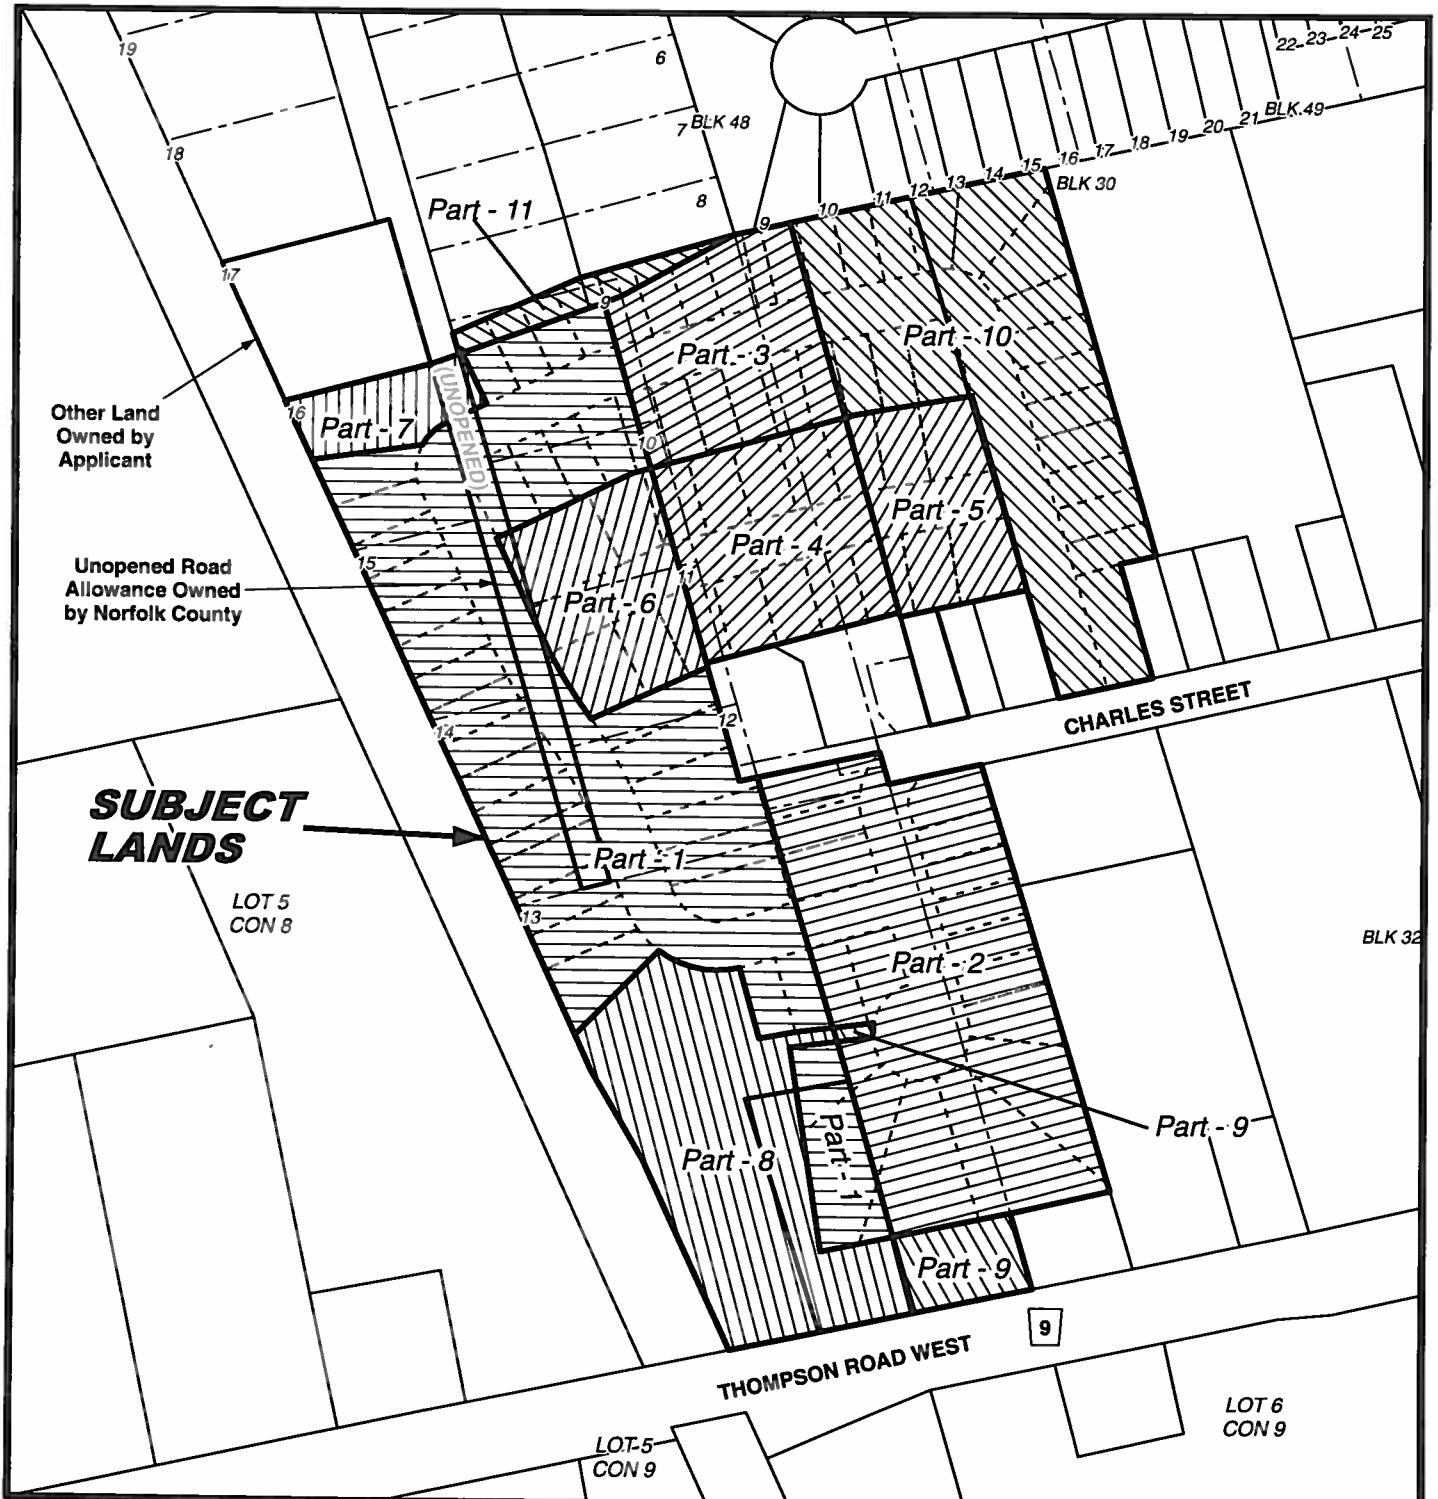 19
6
22 23 24 25
18
7 BLK 48
21 BLK 49
20
19
18
17
16
15
BLK 30
14
13
12
11
10
9
8
Part - 11
17
9
Part - 3
Part - 10
(UNOPENED)
Other Land
Owned by
Applicant
16
Part - 7
10
Part - 5
Part - 4
15
Unopened Road
Allowance Owned
by Norfolk County
11
Part - 6
CHARLES STREET
12
14
SUBJECT
LANDS
Part - 1
LOT 5
CON 8
13
BLK 32
Part - 2
Part - 9
Part - 1
Part - 8
Part - 9
9
THOMPSON ROAD WEST
LOT 6
CON 9
LOT 5
CON 9